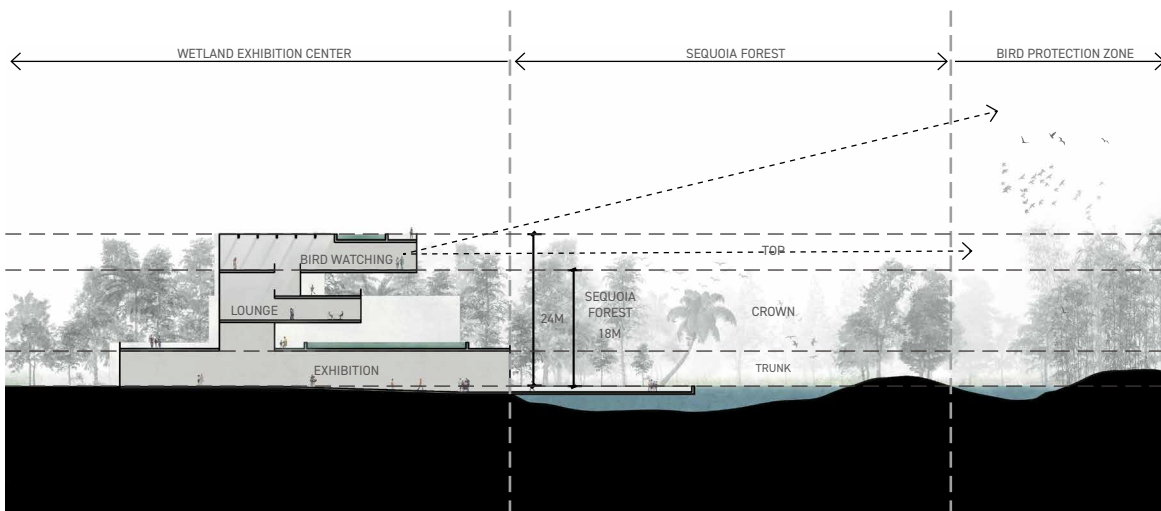 WETLAND EXHIBITION CENTER
SEQUOIA FOREST
BIRD PROTECTION ZONE
BIRD WATCHING
TOP
LOUNGE
24M
SEQUOIA
FOREST
18M
CROWN
EXHIBITION
TRUNK